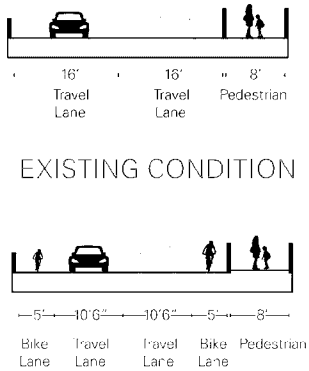 16' 16' 8'
Travel Lane Travel Lane Pedestrian
EXISTING CONDITION
5' 10'6" 10'6" 5' 8'
Bike Lane Travel Lane Travel Lane Bike Lane Pedestrian